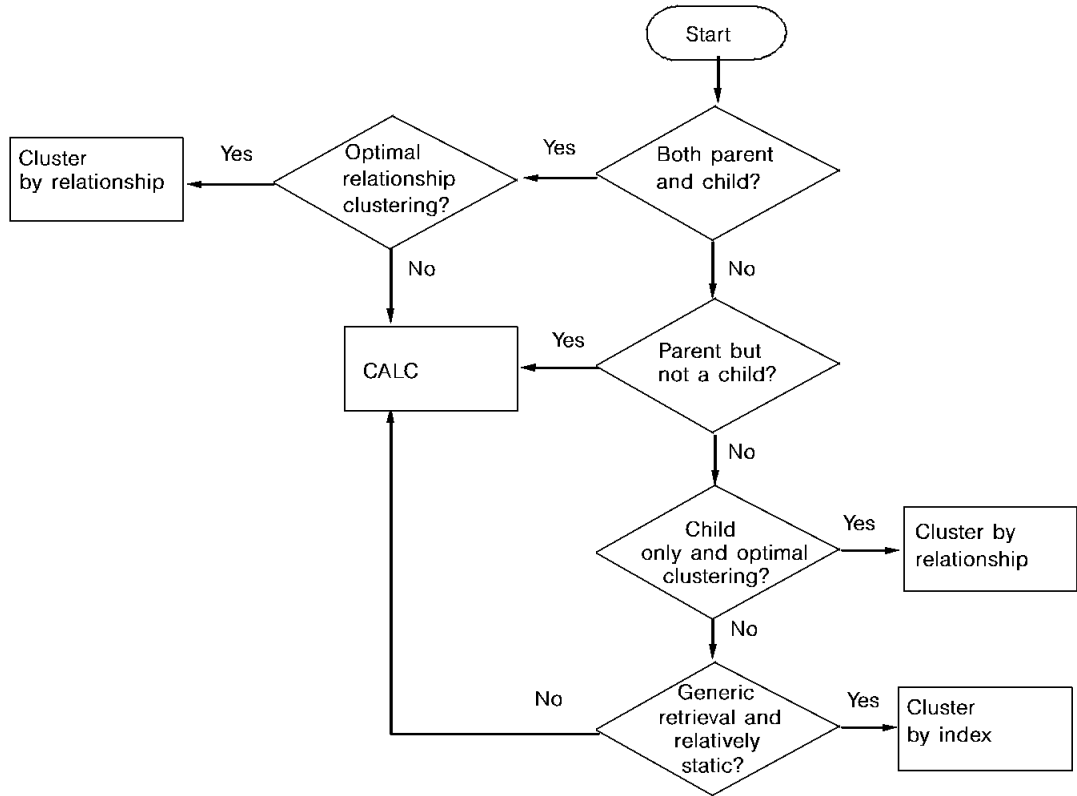 Start
Both parent
and child?
Yes
Optimal
relationship
clustering?
Yes
Cluster
by relationship
No
No
Parent but
not a child?
Yes
CALC
No
Child
only and optimal
clustering?
Yes
Cluster by
relationship
No
Generic
retrieval and
relatively
static?
Yes
Cluster
by index
No